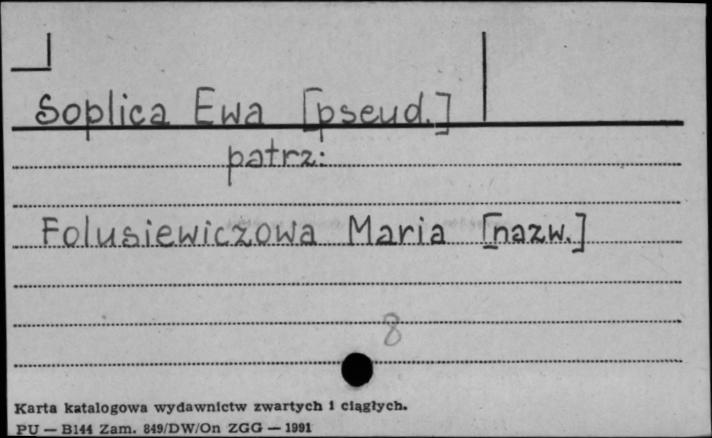 Soplica Ewa [pseud.]
patrz:
Folusiewiczowa Maria [nazw.]
8
Karta katalogowa wydawnictw zwartych i ciągłych.
PU — B144 Zam. 849/DW/On ZGG — 1991